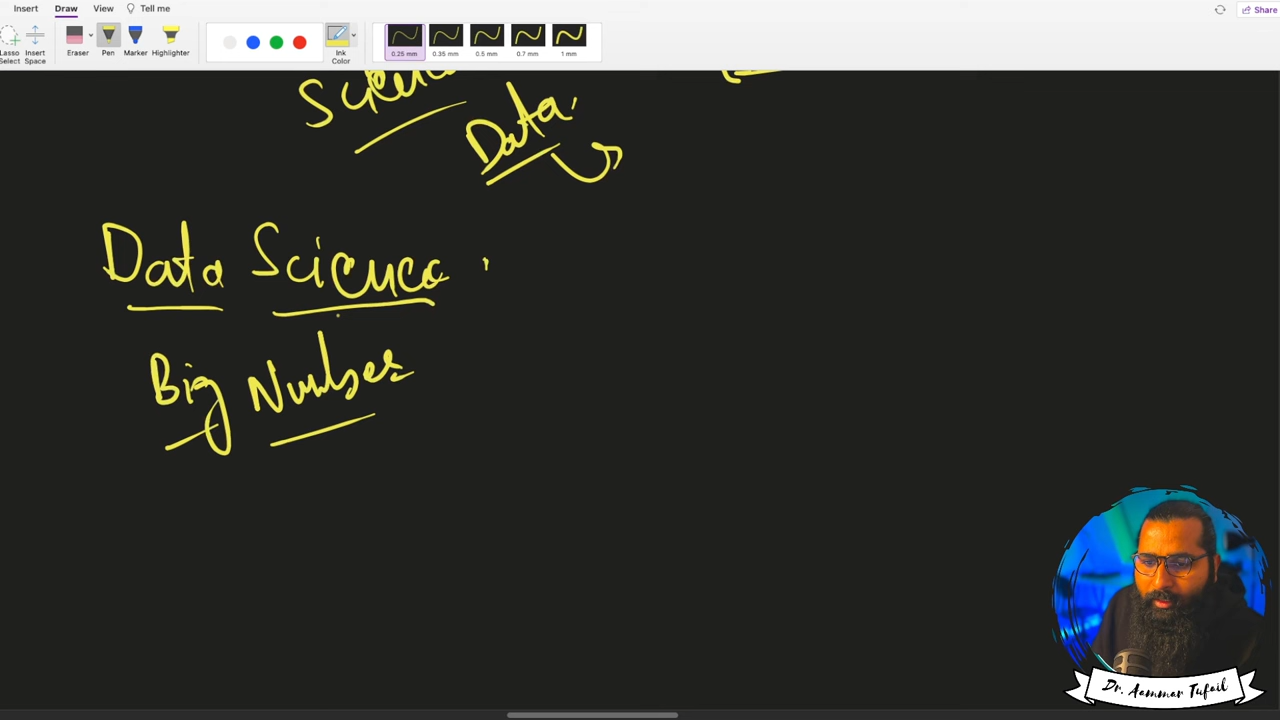 Insert Draw View Tell me Share
Lasso Select Insert Space Eraser Pen Marker Highlighter Ink Color 0.25 mm 0.35 mm 0.5 mm 0.7 mm 1 mm
Science
Data
Data Science
Big Number
Dr. Aammar Tufail